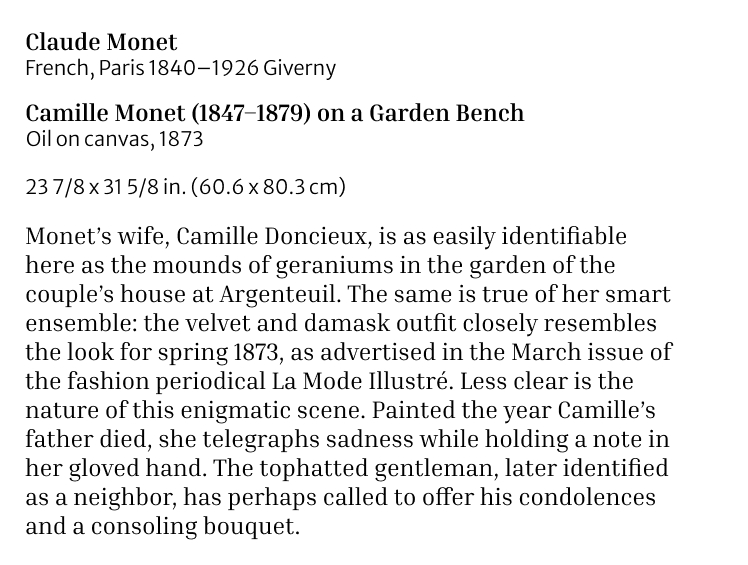 Claude Monet
French, Paris 1840–1926 Giverny
Camille Monet (1847–1879) on a Garden Bench
Oil on canvas, 1873
23 7/8 x 31 5/8 in. (60.6 x 80.3 cm)
Monet’s wife, Camille Doncieux, is as easily identifiable
here as the mounds of geraniums in the garden of the
couple’s house at Argenteuil. The same is true of her smart
ensemble: the velvet and damask outfit closely resembles
the look for spring 1873, as advertised in the March issue of
the fashion periodical La Mode Illustré. Less clear is the
nature of this enigmatic scene. Painted the year Camille’s
father died, she telegraphs sadness while holding a note in
her gloved hand. The tophatted gentleman, later identified
as a neighbor, has perhaps called to offer his condolences
and a consoling bouquet.